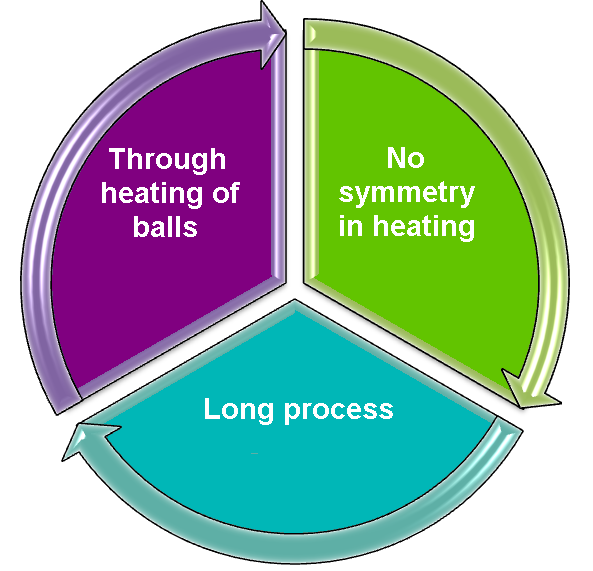 Through
heating of
balls
No
symmetry
in heating
Long process